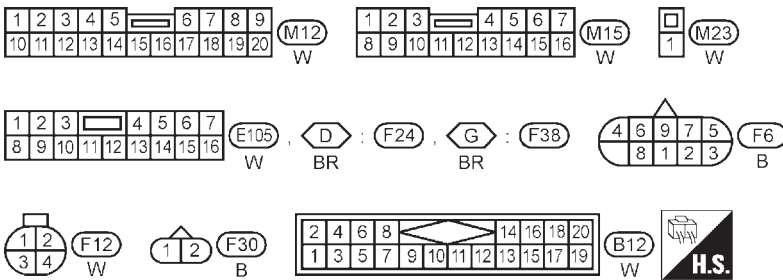 1 2 3 4 5 6 7 8 9
10 11 12 13 14 15 16 17 18 19 20
M12
W
1 2 3 4 5 6 7
8 9 10 11 12 13 14 15 16
M15
W
1
M23
W
1 2 3 4 5 6 7
8 9 10 11 12 13 14 15 16
E105 , D : F24 , G : F38
W BR BR
4 6 9 7 5
8 1 2 3
F6
B
1 2
3 4
F12
W
1 2
F30
B
2 4 6 8 14 16 18 20
1 3 5 7 9 10 11 12 13 15 17 19
B12
W
H.S.